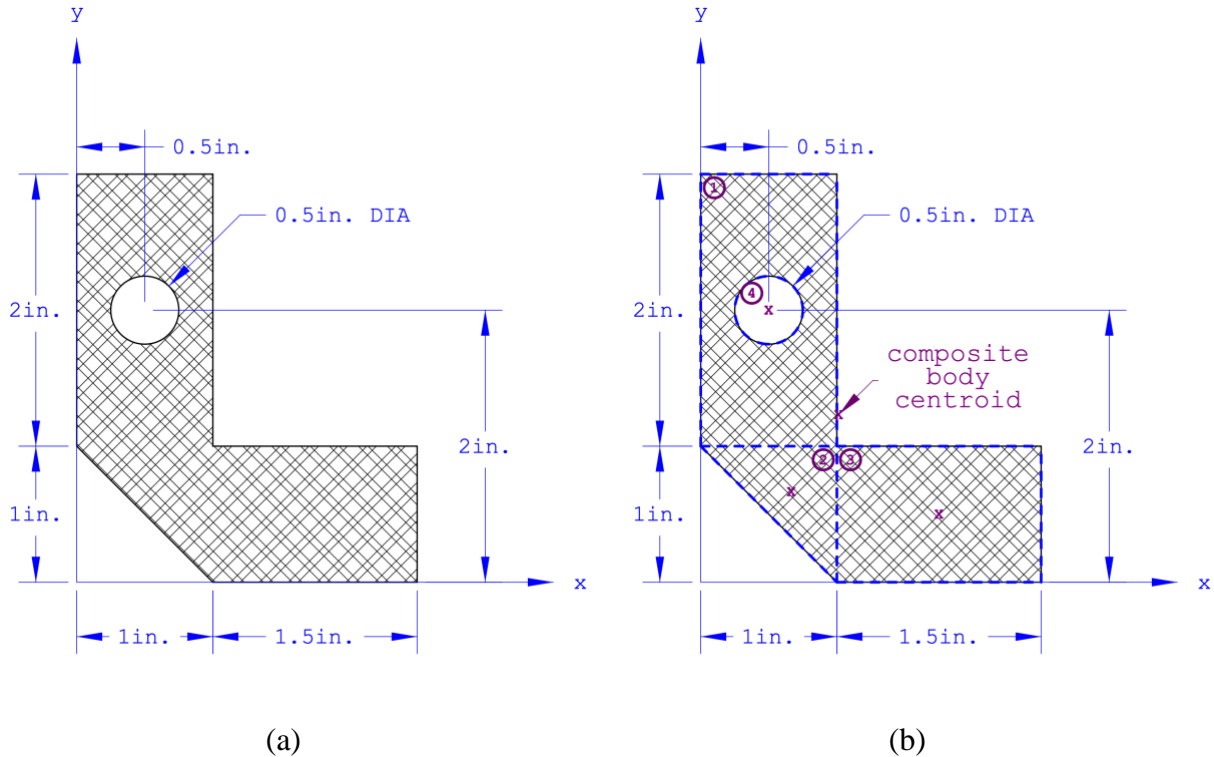 y
0.5in.
0.5in. DIA
2in.
2in.
1in.
x
1in.
1.5in.
(a)
y
0.5in.
1
0.5in. DIA
4
x
2in.
composite
body
centroid
x
2in.
2
3
x
x
1in.
x
1in.
1.5in.
(b)